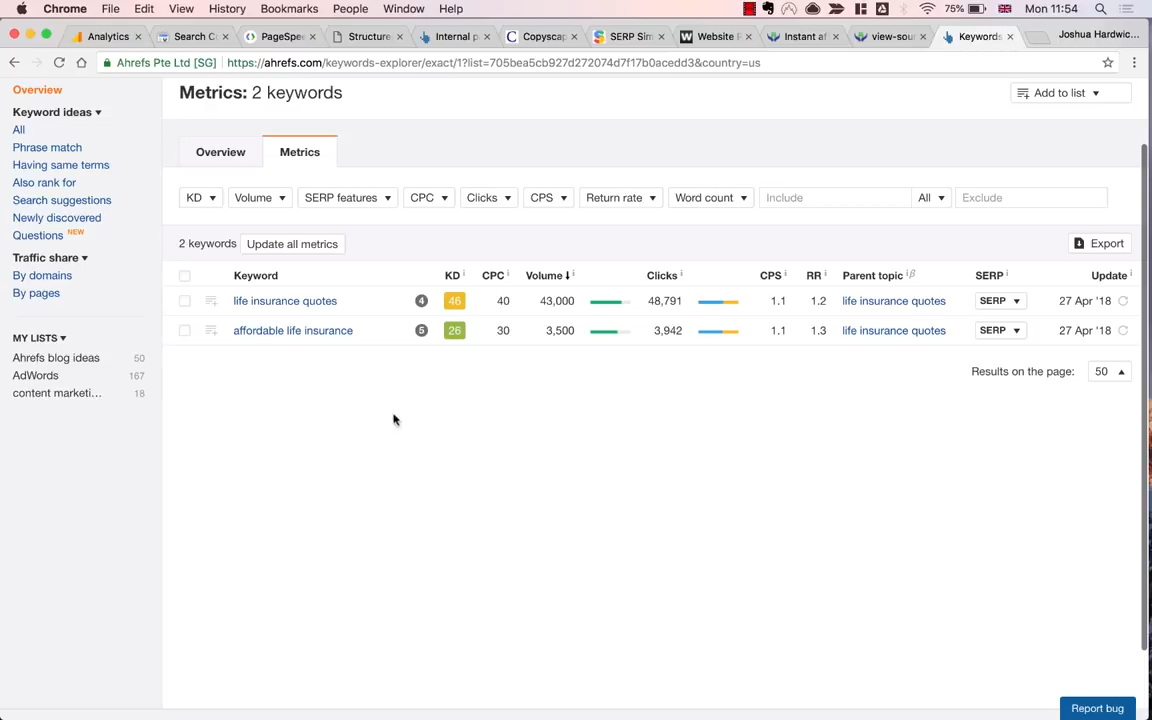 Chrome File Edit View History Bookmarks People Window Help 75% Mon 11:54
Analytics Search C PageSpee Structure Internal p Copyscap SERP Sim Website P Instant af view-sour Keywords Joshua Hardwic...
Ahrefs Pte Ltd [SG] https://ahrefs.com/keywords-explorer/exact/1?list=705bea5cb927d272074d7f17b0acedd3&country=us
Overview
Keyword ideas
All
Phrase match
Having same terms
Also rank for
Search suggestions
Newly discovered
Questions NEW
Traffic share
By domains
By pages
MY LISTS
Ahrefs blog ideas 50
AdWords 167
content marketi... 18
Metrics: 2 keywords
Add to list
Overview Metrics
KD Volume SERP features CPC Clicks CPS Return rate Word count Include All Exclude
2 keywords Update all metrics Export
Keyword KD i CPC i Volume i Clicks i CPS i RR i Parent topic i β SERP i Update i
life insurance quotes 4 46 40 43,000 48,791 1.1 1.2 life insurance quotes SERP 27 Apr '18
affordable life insurance 5 26 30 3,500 3,942 1.1 1.3 life insurance quotes SERP 27 Apr '18
Results on the page: 50
Report bug